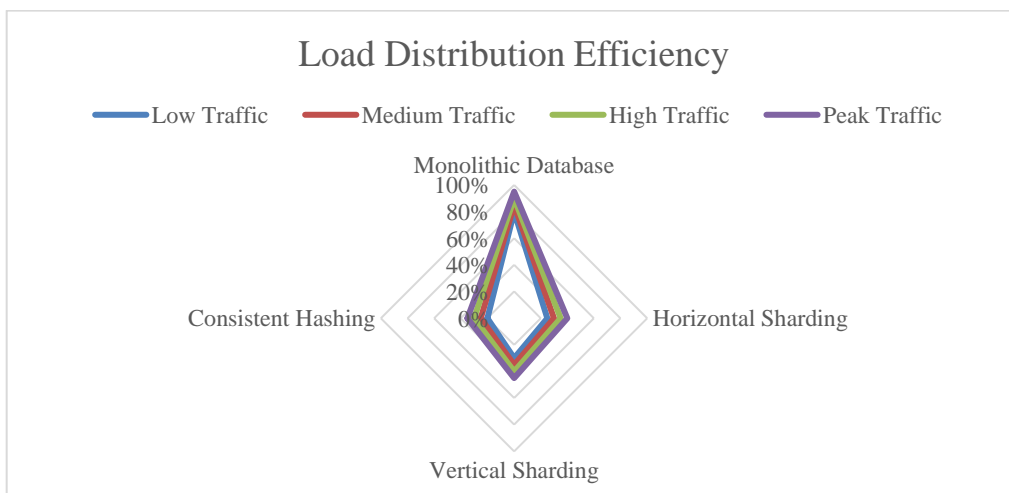 Load Distribution Efficiency
Low Traffic Medium Traffic High Traffic Peak Traffic
Monolithic Database
100%
80%
60%
40%
20%
Consistent Hashing 0% Horizontal Sharding
Vertical Sharding